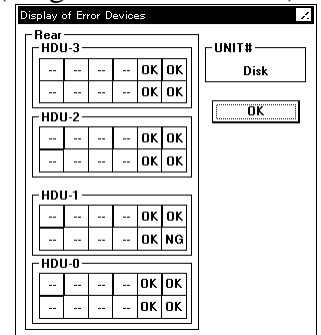 Display of Error Devices
Rear
HDU-3
-- -- -- -- OK OK
-- -- -- -- OK OK
HDU-2
-- -- -- -- OK OK
-- -- -- -- OK OK
HDU-1
-- -- -- -- OK OK
-- -- -- -- OK NG
HDU-0
-- -- -- -- OK OK
-- -- -- -- OK OK
UNIT#
Disk
OK